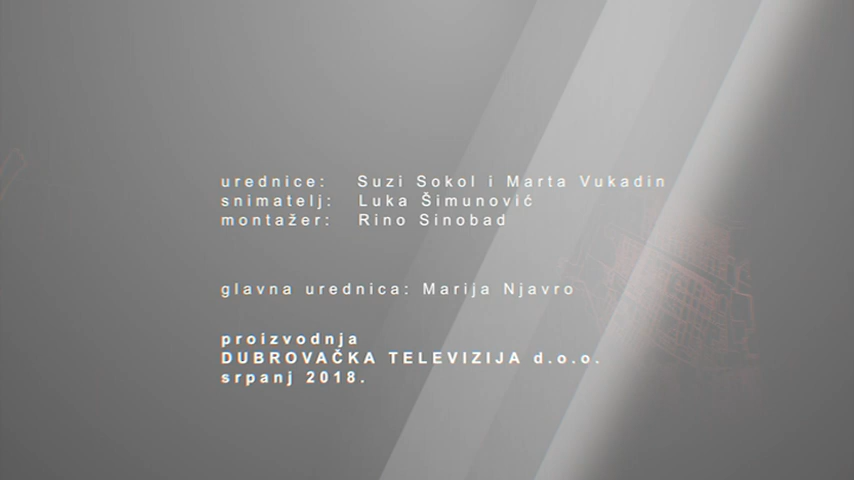 urednice: Suzi Sokol i Marta Vukadin
snimatelj: Luka Šimunović
montažer: Rino Sinobad
glavna urednica: Marija Njavro
proizvodnja
DUBROVAČKA TELEVIZIJA d.o.o.
srpanj 2018.